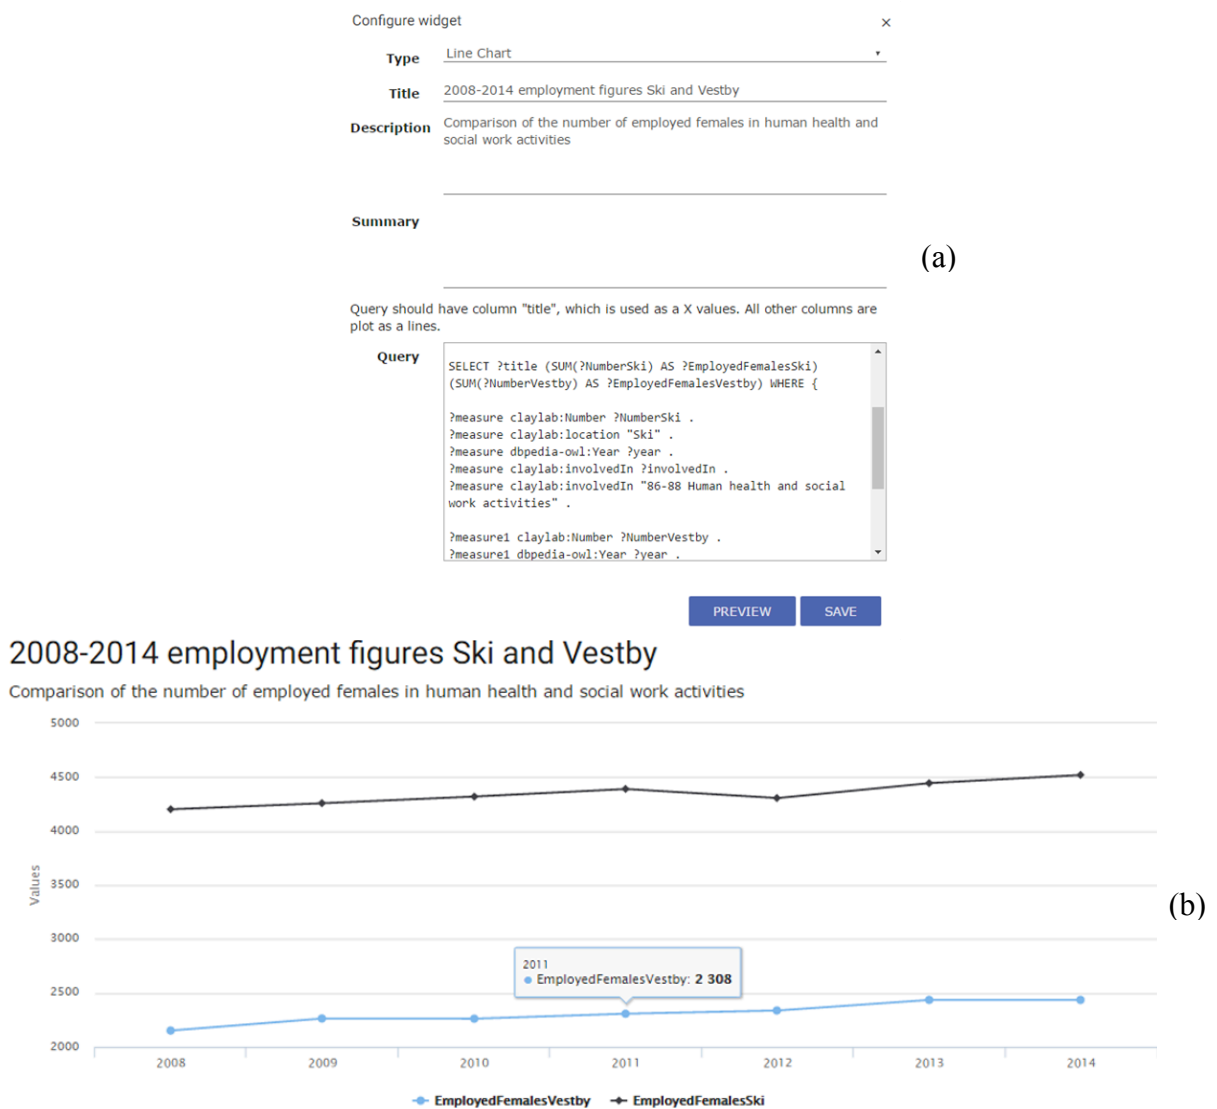 Configure widget ×
Type Line Chart
Title 2008-2014 employment figures Ski and Vestby
Description Comparison of the number of employed females in human health and
social work activities
Summary
(a)
Query should have column "title", which is used as a X values. All other columns are
plot as a lines.
Query
SELECT ?title (SUM(?NumberSki) AS ?EmployedFemalesSki)
(SUM(?NumberVestby) AS ?EmployedFemalesVestby) WHERE {
?measure claylab:Number ?NumberSki .
?measure claylab:location "Ski" .
?measure dbpedia-owl:Year ?year .
?measure claylab:involvedIn ?involvedIn .
?measure claylab:involvedIn "86-88 Human health and social
work activities" .
?measure1 claylab:Number ?NumberVestby .
?measure1 dbpedia-owl:Year ?year .
PREVIEW SAVE
2008-2014 employment figures Ski and Vestby
Comparison of the number of employed females in human health and social work activities
5000
4500
4000
3500
3000
2500
2000
Values
(b)
2011
EmployedFemalesVestby: 2 308
2008 2009 2010 2011 2012 2013 2014
EmployedFemalesVestby EmployedFemalesSki